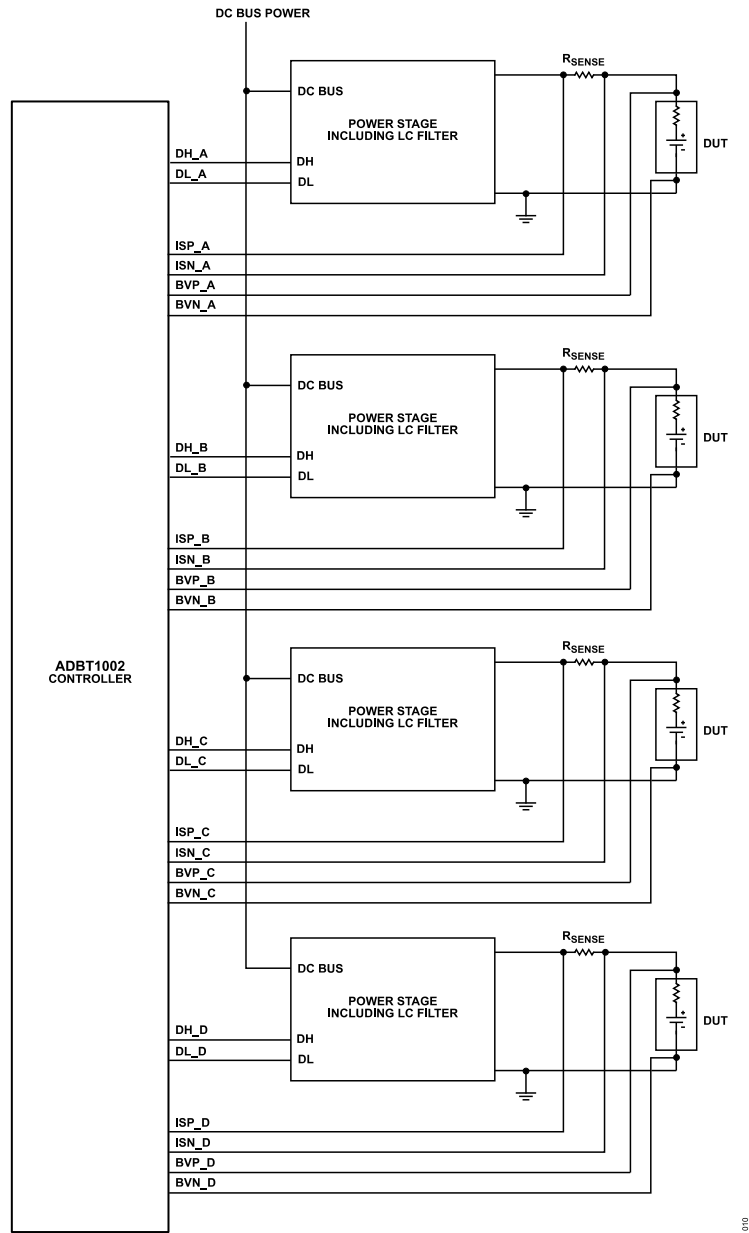 DC BUS POWER
RSENSE
DC BUS
POWER STAGE
INCLUDING LC FILTER
DUT
DH_A
DH
DL_A
DL
ISP_A
ISN_A
BVP_A
BVN_A
RSENSE
DC BUS
POWER STAGE
INCLUDING LC FILTER
DUT
DH_B
DH
DL_B
DL
ISP_B
ISN_B
BVP_B
BVN_B
ADBT1002
CONTROLLER
RSENSE
DC BUS
POWER STAGE
INCLUDING LC FILTER
DUT
DH_C
DH
DL_C
DL
ISP_C
ISN_C
BVP_C
BVN_C
RSENSE
DC BUS
POWER STAGE
INCLUDING LC FILTER
DUT
DH_D
DH
DL_D
DL
ISP_D
ISN_D
BVP_D
BVN_D
010